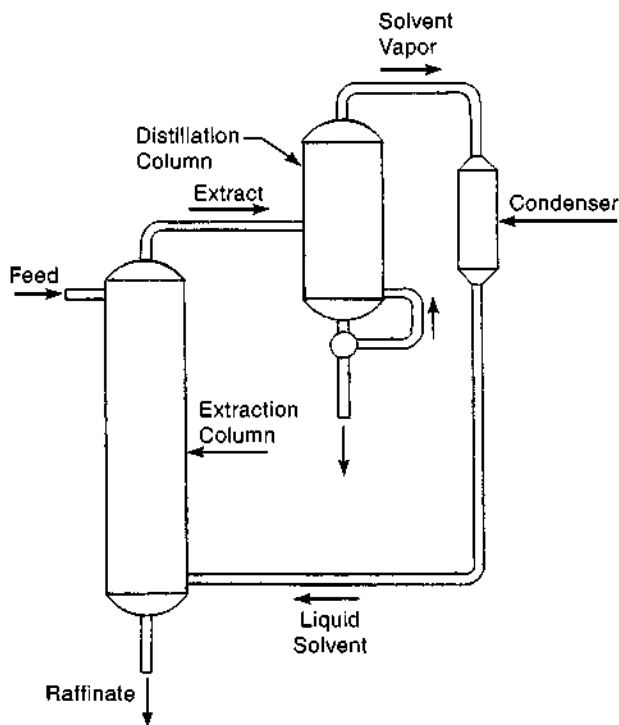 Solvent
Vapor
Distillation
Column
Extract
Condenser
Feed
Extraction
Column
Liquid
Solvent
Raffinate